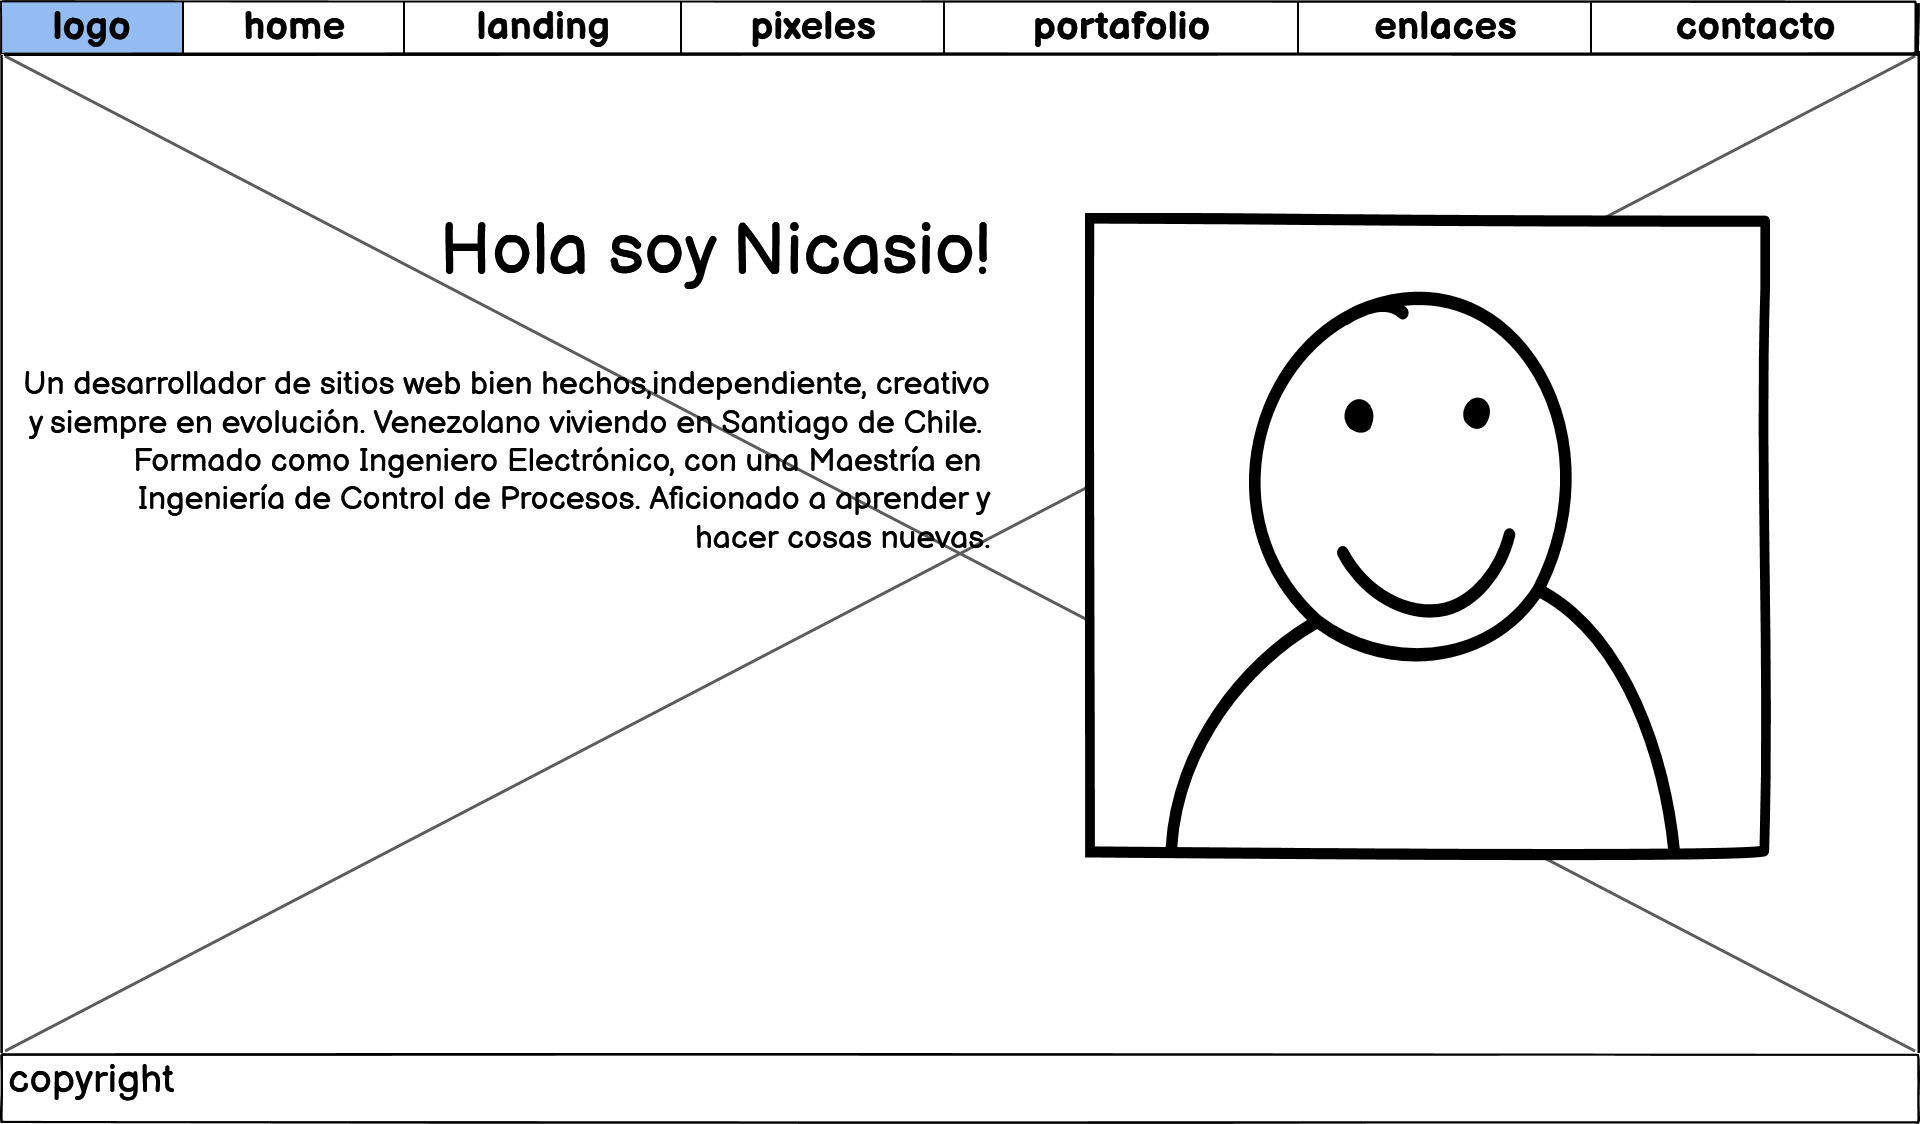 logo home landing pixeles portafolio enlaces contacto
Hola soy Nicasio!
Un desarrollador de sitios web bien hechos,independiente, creativo
y siempre en evolución. Venezolano viviendo en Santiago de Chile.
Formado como Ingeniero Electrónico, con una Maestría en
Ingeniería de Control de Procesos. Aficionado a aprender y
hacer cosas nuevas.
copyright